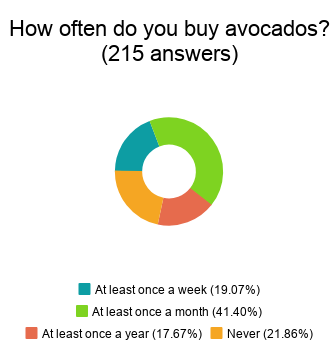 How often do you buy avocados?
(215 answers)
At least once a week (19.07%)
At least once a month (41.40%)
At least once a year (17.67%) Never (21.86%)